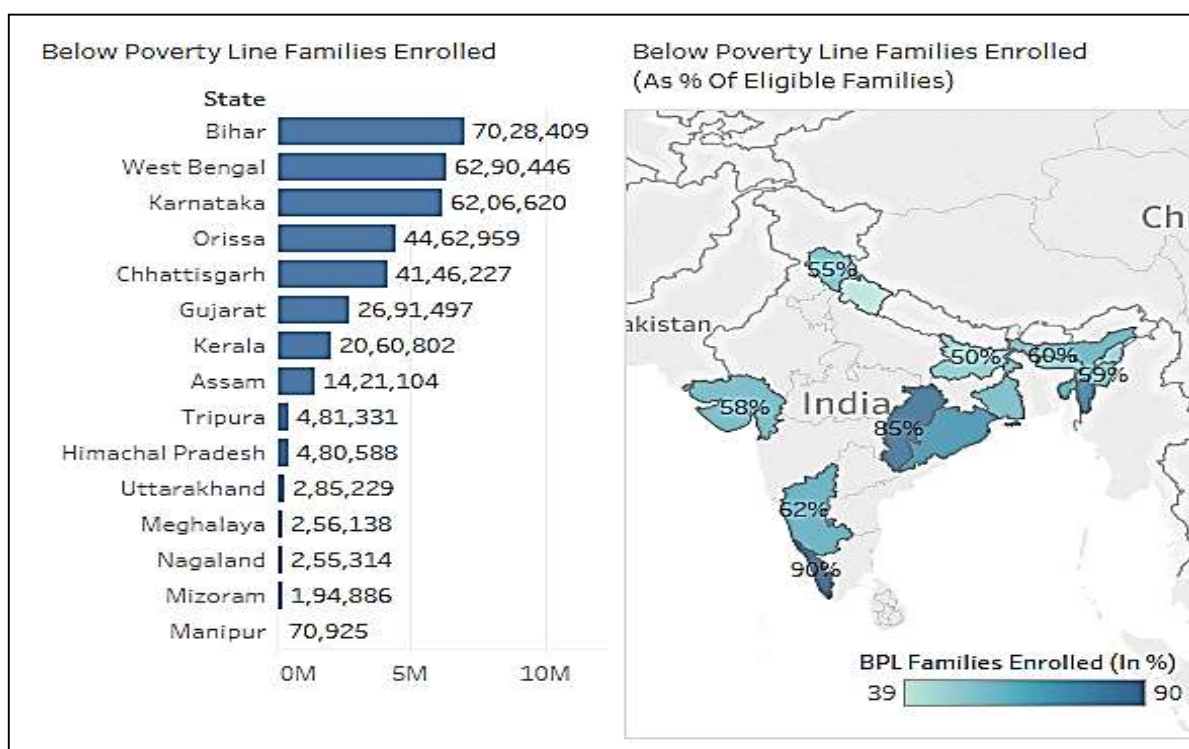 Below Poverty Line Families Enrolled
State
Bihar 70,28,409
West Bengal 62,90,446
Karnataka 62,06,620
Orissa 44,62,959
Chhattisgarh 41,46,227
Gujarat 26,91,497
Kerala 20,60,802
Assam 14,21,104
Tripura 4,81,331
Himachal Pradesh 4,80,588
Uttarakhand 2,85,229
Meghalaya 2,56,138
Nagaland 2,55,314
Mizoram 1,94,886
Manipur 70,925
0M 5M 10M
Below Poverty Line Families Enrolled
(As % Of Eligible Families)
Ch
55%
akistan
50% 60%
59%
58% India
85%
62%
90%
BPL Families Enrolled (In %)
39 90